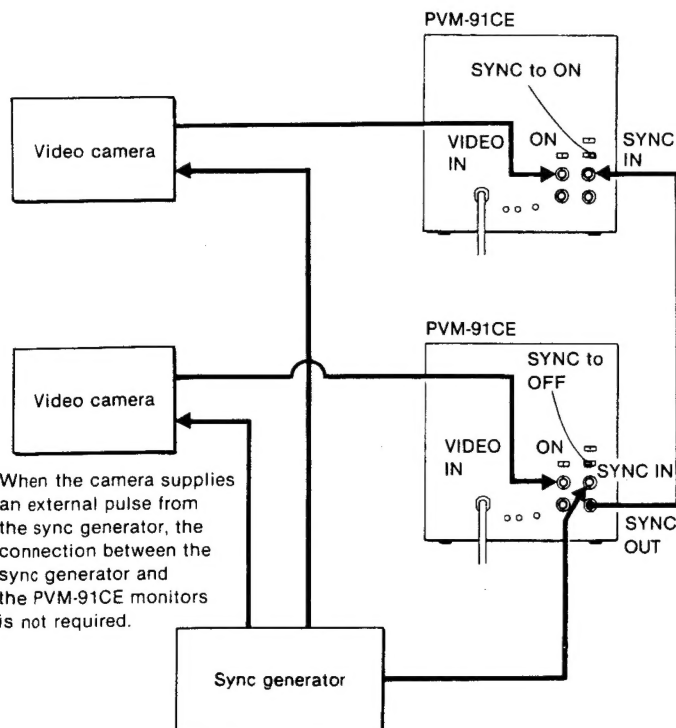 PVM-91CE
SYNC to ON
Video camera
VIDEO
IN
ON
SYNC
IN
PVM-91CE
SYNC to
OFF
Video camera
VIDEO
IN
ON
SYNC IN
SYNC
OUT
When the camera supplies
an external pulse from
the sync generator, the
connection between the
sync generator and
the PVM-91CE monitors
is not required.
Sync generator